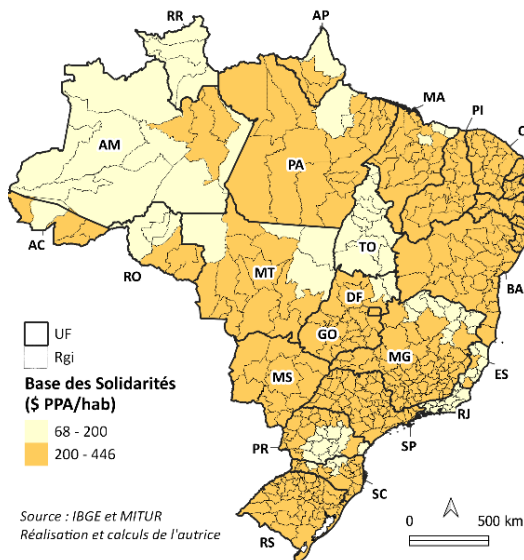 RR
AP
MA
PI
C
AM
PA
AC
RO
TO
MT
BA
DF
GO
MG
ES
MS
RJ
SP
PR
SC
RS
UF
Rgi
Base des Solidarités
($ PPA/hab)
68 - 200
200 - 446
Source : IBGE et MITUR
Réalisation et calculs de l'autrice
0 500 km